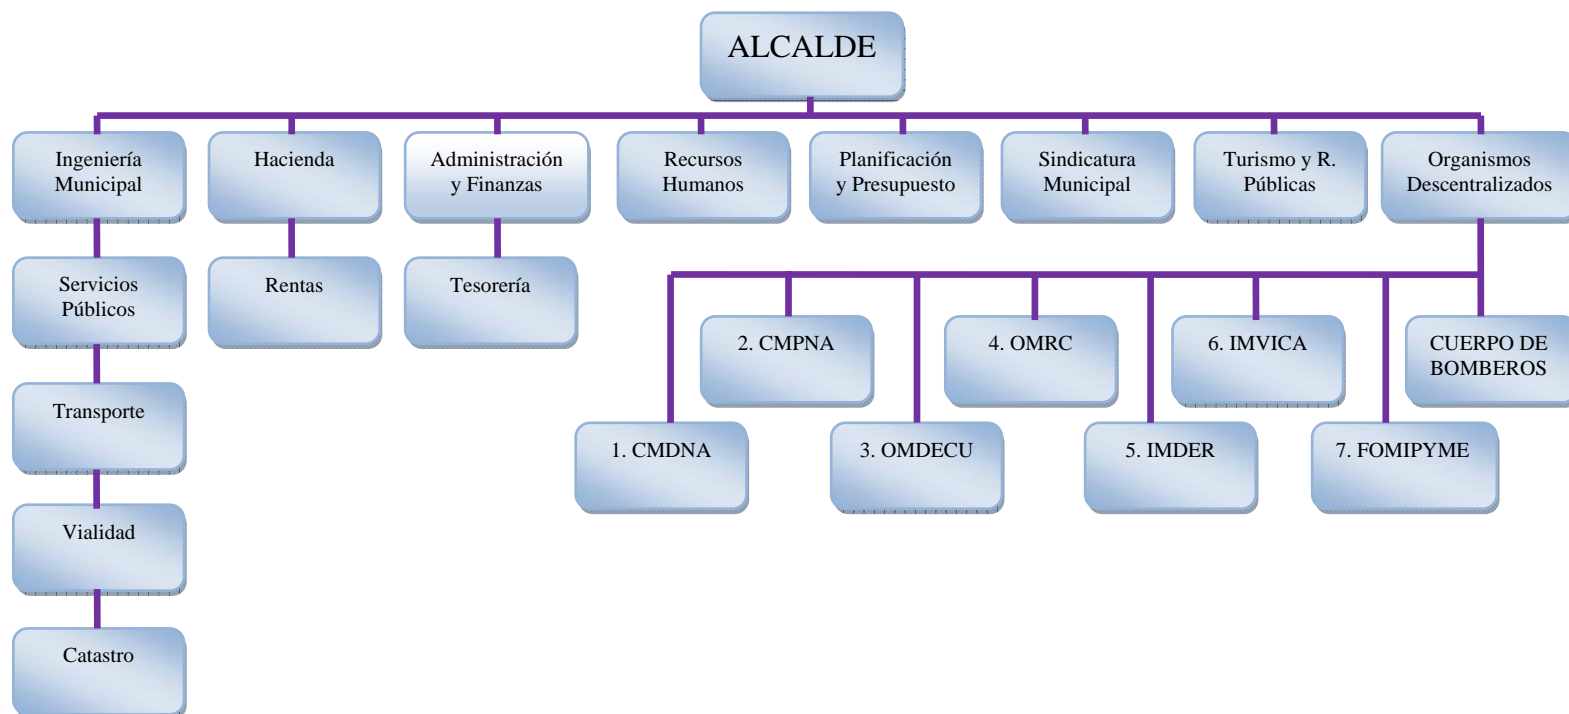 ALCALDE
Ingeniería
Municipal
Hacienda
Administración
y Finanzas
Recursos
Humanos
Planificación
y Presupuesto
Sindicatura
Municipal
Turismo y R.
Públicas
Organismos
Descentralizados
Servicios
Públicos
Rentas
Tesorería
2. CMPNA
4. OMRC
6. IMVICA
CUERPO DE
BOMBEROS
Transporte
1. CMDNA
3. OMDECU
5. IMDER
7. FOMIPYME
Vialidad
Catastro